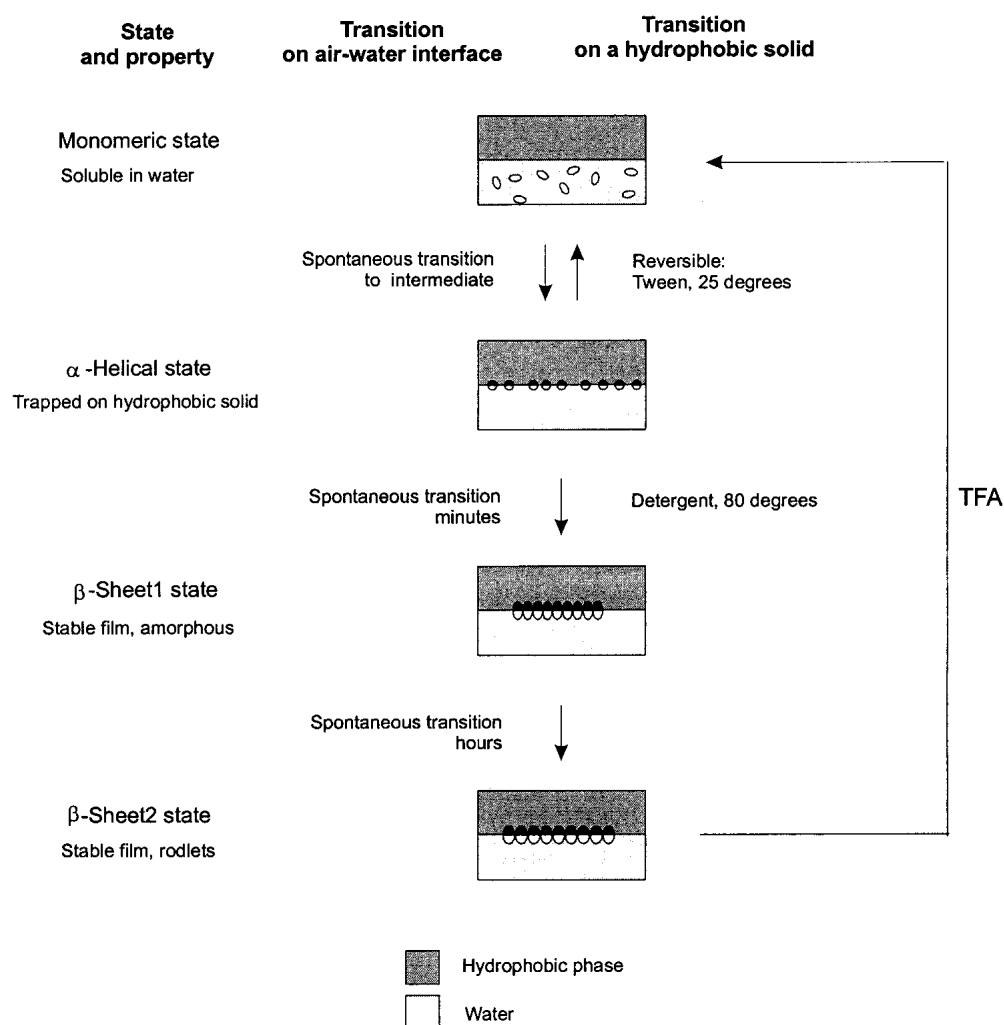 State
and property
Transition
on air-water interface
Transition
on a hydrophobic solid
Monomeric state
Soluble in water
Spontaneous transition
to intermediate
Reversible:
Tween, 25 degrees
α-Helical state
Trapped on hydrophobic solid
Spontaneous transition
minutes
Detergent, 80 degrees
TFA
β-Sheet1 state
Stable film, amorphous
Spontaneous transition
hours
β-Sheet2 state
Stable film, rodlets
Hydrophobic phase
Water